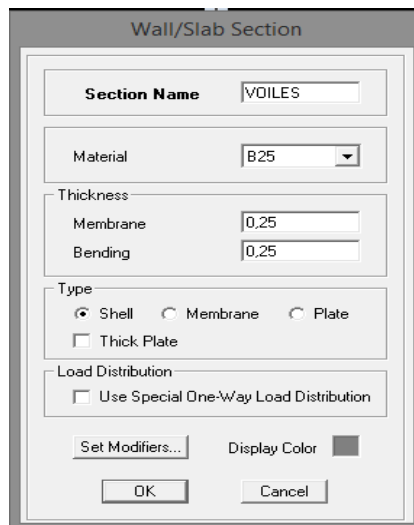 Wall/Slab Section
Section Name VOILES
Material B25
Thickness
Membrane 0,25
Bending 0,25
Type
Shell Membrane Plate
Thick Plate
Load Distribution
Use Special One-Way Load Distribution
Set Modifiers... Display Color
OK Cancel